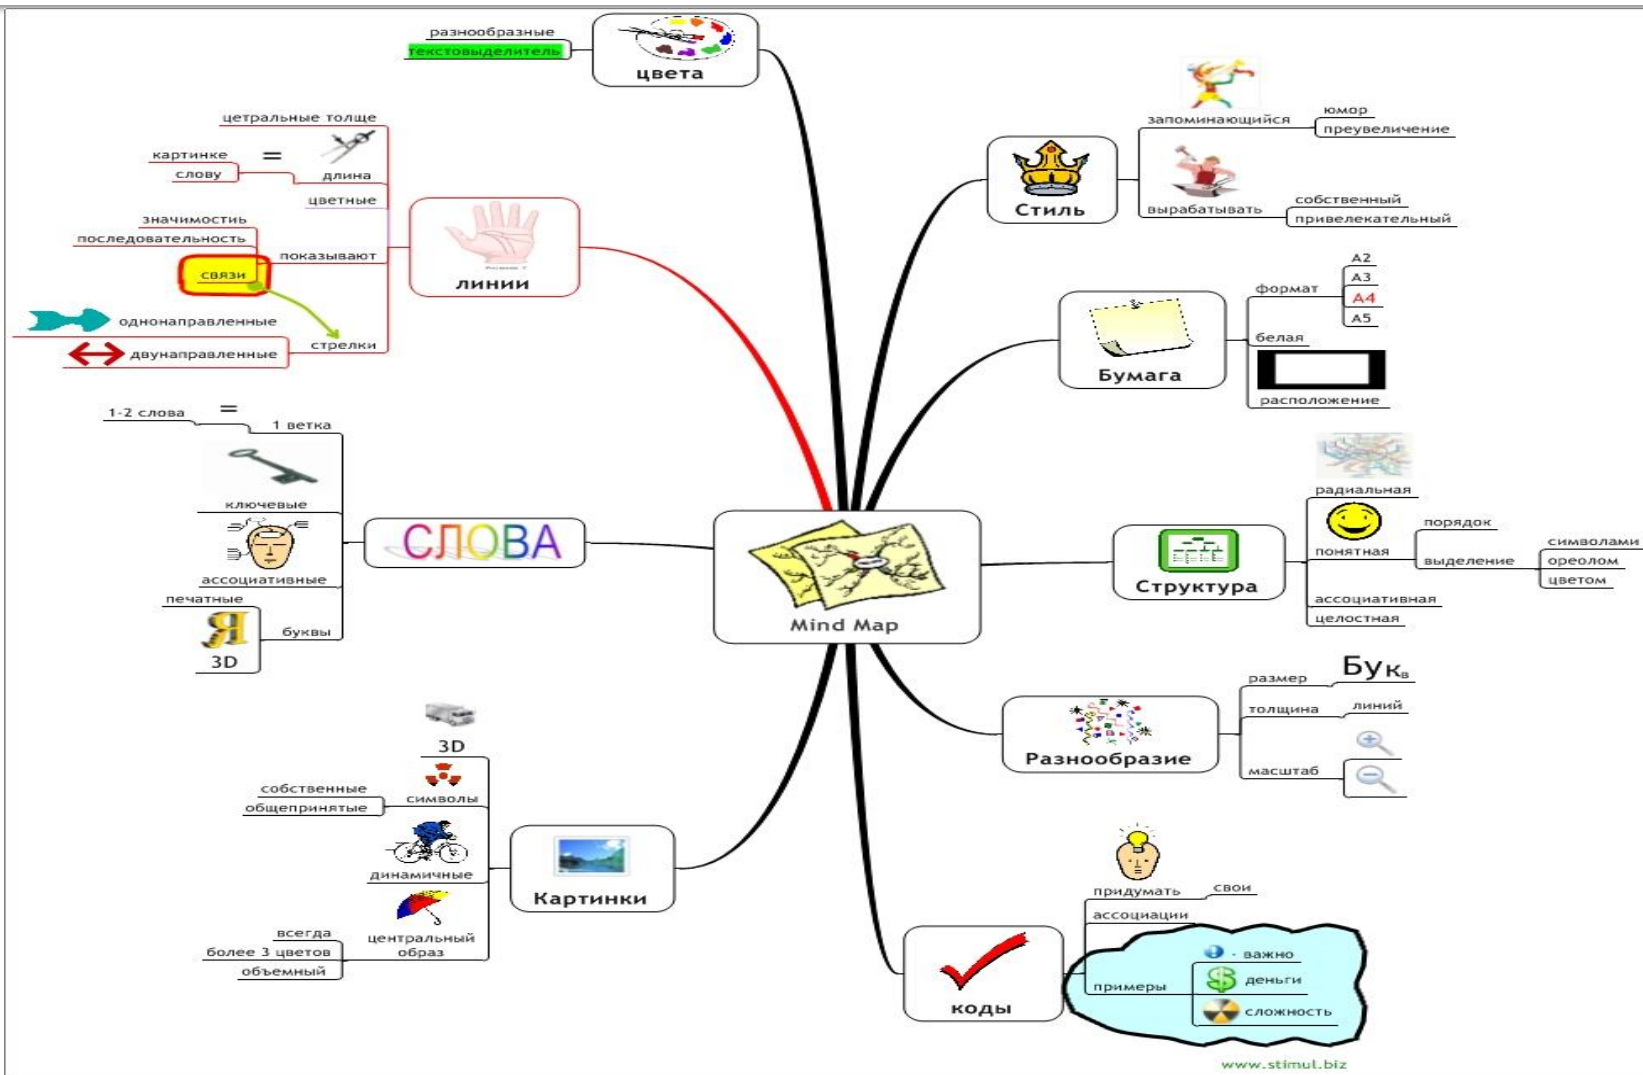 разнообразные
текстовыделитель
цвета
цетральные толще
картинке
=
слову
длина
цветные
значимостиь
последовательность
показывают
связи
однонаправленные
стрелки
двунаправленные
линии
1-2 слова
=
1 ветка
ключевые
ассоциативные
печатные
Я
буквы
3D
СЛОВА
Mind Map
3D
собственные
символы
общепринятые
динамичные
центральный
образ
всегда
более 3 цветов
объемный
Картинки
запоминающийся
юмор
преувеличение
вырабатывать
собственный
привелекательный
Стиль
A2
формат
A3
A4
A5
белая
расположение
Бумага
радиальная
понятная
порядок
выделение
символами
ореолом
цветом
ассоциативная
целостная
Структура
размер
Букв
толщина
линий
масштаб
Разнообразие
придумать
свои
ассоциации
примеры
- важно
$ деньги
сложность
коды
www.stimul.biz